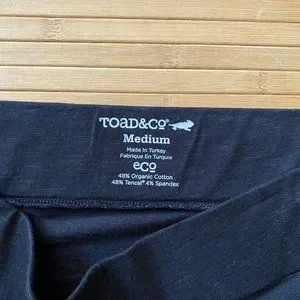 TOAD&CO®
Medium
Made In Turkey
Fabrique En Turquie
eco
48% Organic Cotton
48% Tencel® 4% Spandex